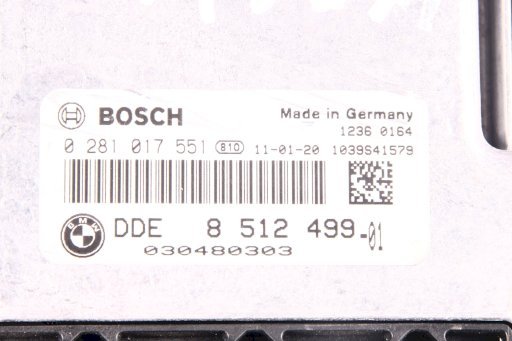 BOSCH Made in Germany
1236 0164
0 281 017 551 810 11-01-20 1039S41579
BMW DDE 8 512 499-01
030480303